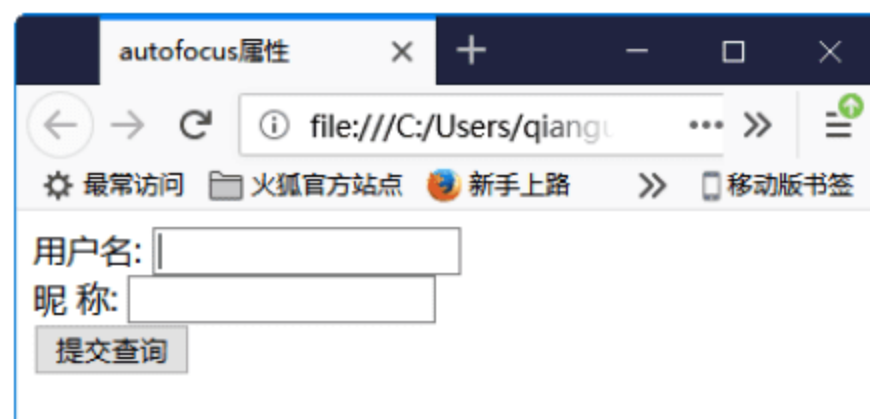 autofocus属性
file:///C:/Users/qiangu
最常访问 火狐官方站点 新手上路 移动版书签
用户名:
昵 称:
提交查询